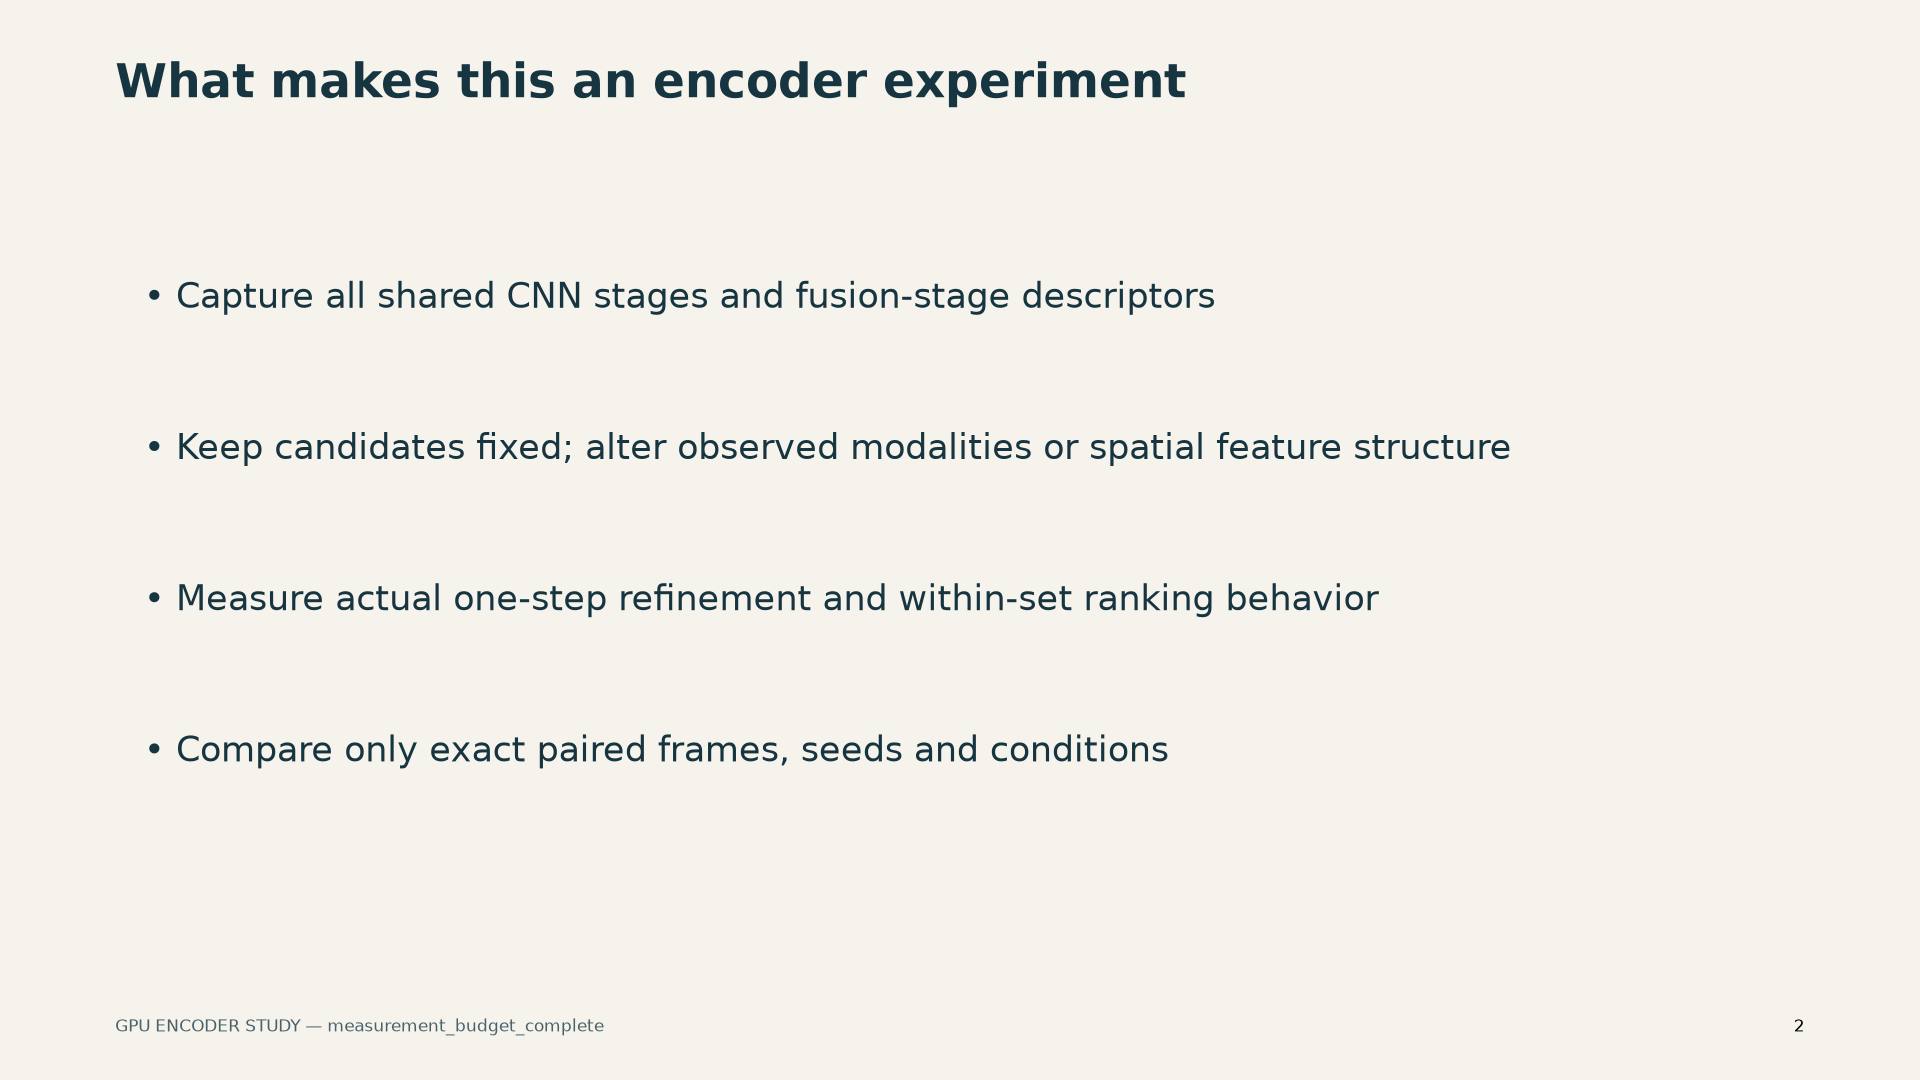 What makes this an encoder experiment
• Capture all shared CNN stages and fusion-stage descriptors
• Keep candidates fixed; alter observed modalities or spatial feature structure
• Measure actual one-step refinement and within-set ranking behavior
• Compare only exact paired frames, seeds and conditions
GPU ENCODER STUDY — measurement_budget_complete
2